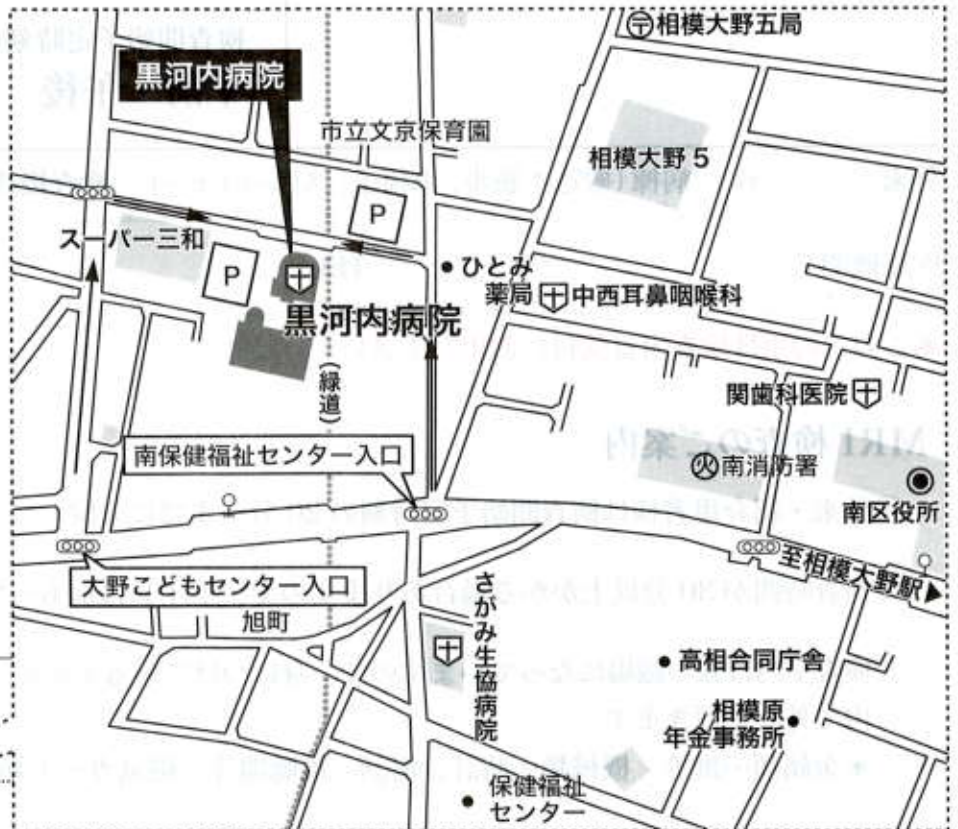 〒相模大野五局
黒河内病院
市立文京保育園
相模大野5
P
スーパー三和
P
ひとみ
薬局
中西耳鼻咽喉科
黒河内病院
(緑道)
関歯科医院
南保健福祉センター入口
火南消防署
南区役所
大野こどもセンター入口
至相模大野駅▶
旭町
さがみ生協病院
高相合同庁舎
相模原
年金事務所
保健福祉
センター